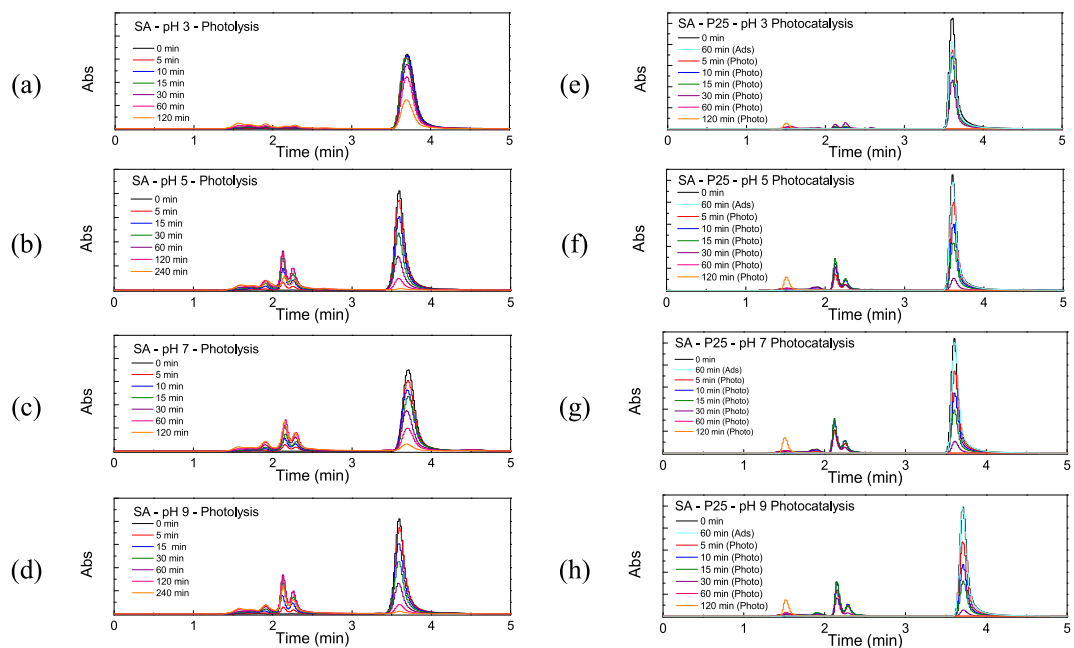 (a)
SA - pH 3 - Photolysis
0 min
5 min
10 min
15 min
30 min
60 min
120 min
Abs
0 1 2 3 4 5
Time (min)
(b)
SA - pH 5 - Photolysis
0 min
5 min
15 min
30 min
60 min
120 min
240 min
Abs
0 1 2 3 4 5
Time (min)
(c)
SA - pH 7 - Photolysis
0 min
5 min
10 min
15 min
30 min
60 min
120 min
Abs
0 1 2 3 4 5
Time (min)
(d)
SA - pH 9 - Photolysis
0 min
5 min
15 min
30 min
60 min
120 min
240 min
Abs
0 1 2 3 4 5
Time (min)
(e)
SA - P25 - pH 3 Photocatalysis
0 min
60 min (Ads)
5 min (Photo)
10 min (Photo)
15 min (Photo)
30 min (Photo)
60 min (Photo)
120 min (Photo)
Abs
0 1 2 3 4 5
Time (min)
(f)
SA - P25 - pH 5 Photocatalysis
0 min
60 min (Ads)
5 min (Photo)
10 min (Photo)
15 min (Photo)
30 min (Photo)
60 min (Photo)
120 min (Photo)
Abs
0 1 2 3 4 5
Time (min)
(g)
SA - P25 - pH 7 Photocatalysis
0 min
60 min (Ads)
5 min (Photo)
10 min (Photo)
15 min (Photo)
30 min (Photo)
60 min (Photo)
120 min (Photo)
Abs
0 1 2 3 4 5
Time (min)
(h)
SA - P25 - pH 9 Photocatalysis
0 min
60 min (Ads)
5 min (Photo)
10 min (Photo)
15 min (Photo)
30 min (Photo)
60 min (Photo)
120 min (Photo)
Abs
0 1 2 3 4 5
Time (min)